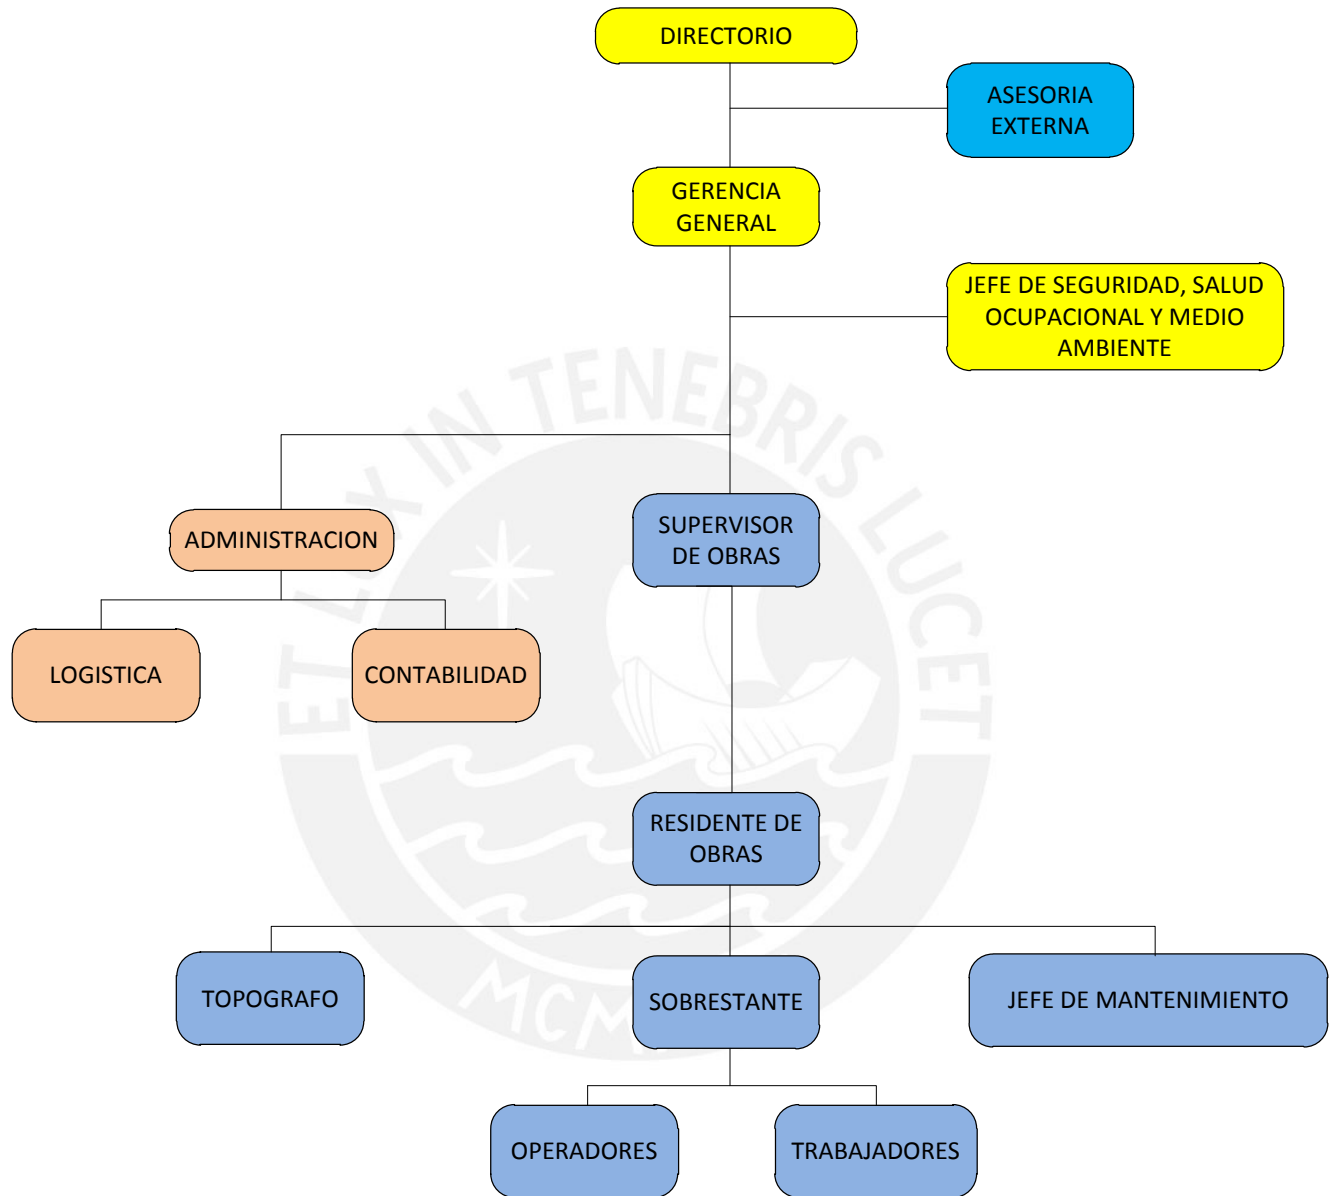 DIRECTORIO
ASESORIA
EXTERNA
GERENCIA
GENERAL
JEFE DE SEGURIDAD, SALUD
OCUPACIONAL Y MEDIO
AMBIENTE
ET LUX IN TENEBRIS LUCET
ADMINISTRACION
SUPERVISOR
DE OBRAS
LOGISTICA
CONTABILIDAD
RESIDENTE DE
OBRAS
TOPOGRAFO
SOBRESTANTE
JEFE DE MANTENIMIENTO
OPERADORES
TRABAJADORES